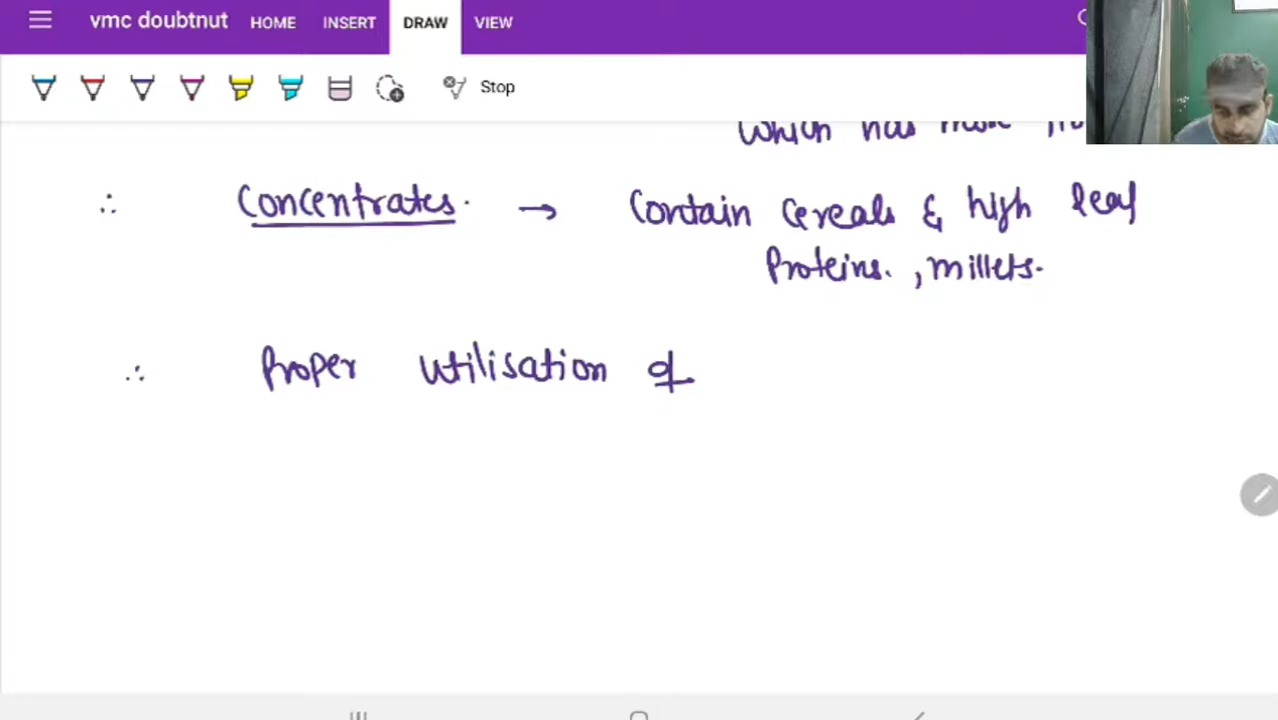 vmc doubtnut HOME INSERT DRAW VIEW
Stop
which has more
∴ Concentrates. → Contain Cereals & high leaf
Proteins., millets.
∴ Proper utilisation of